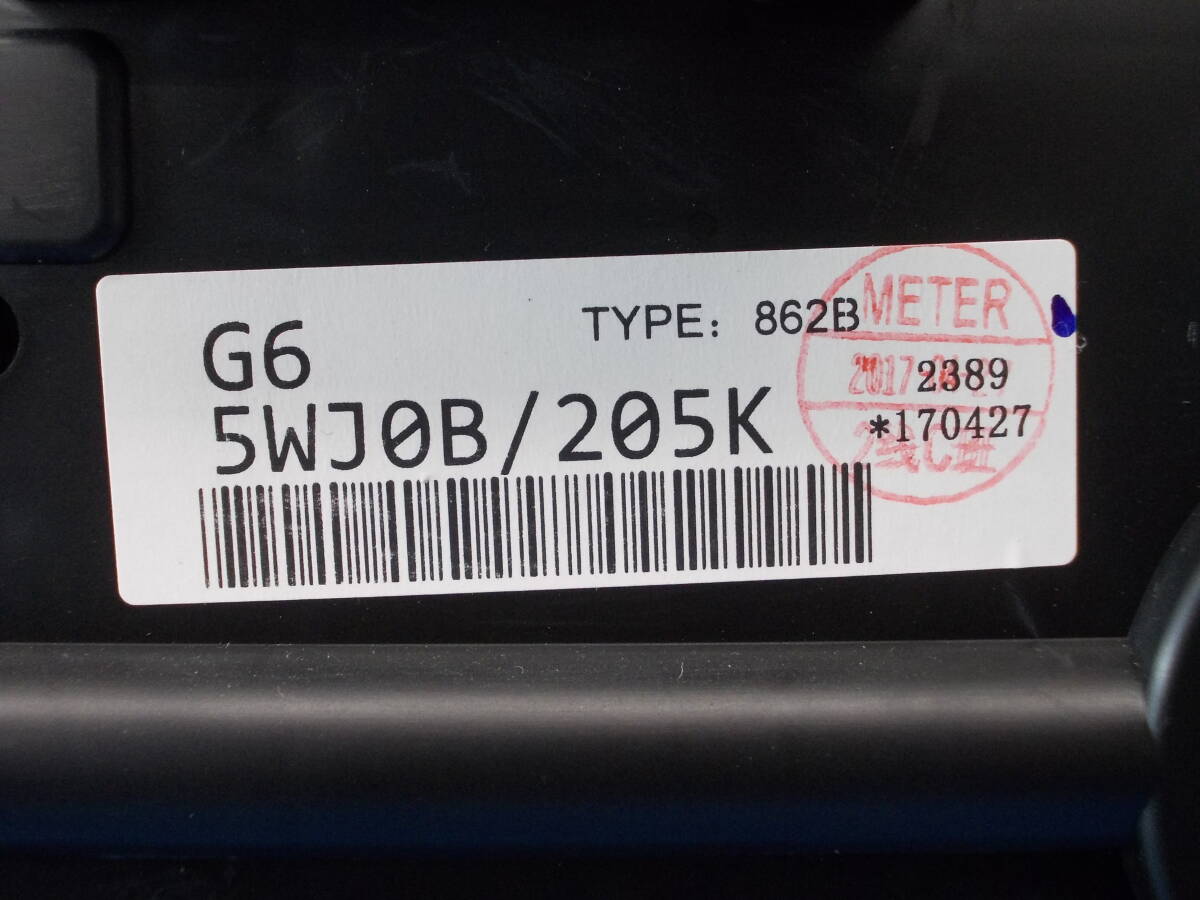 G6
TYPE: 862B
5WJ0B/205K
METER
2389
*170427